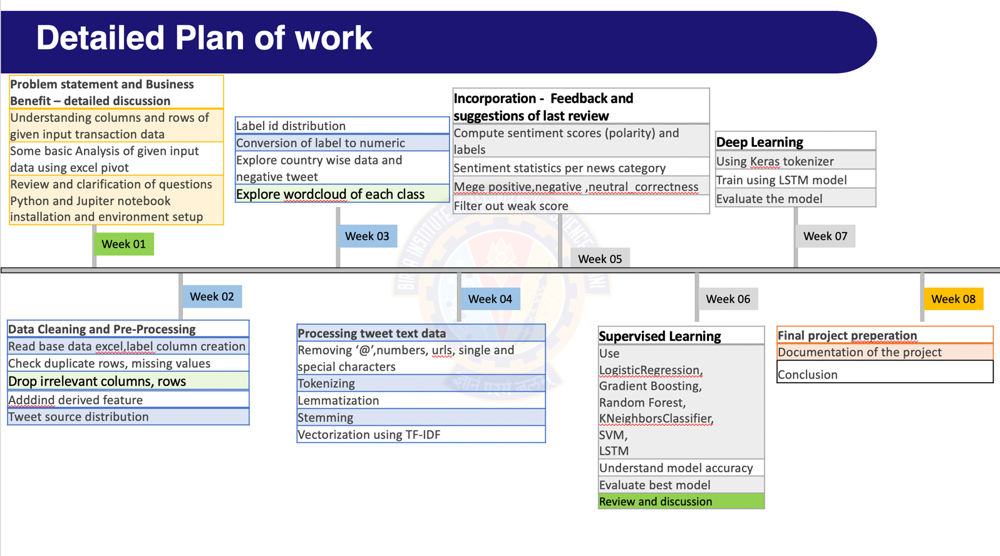 Detailed Plan of work
Problem statement and Business
Benefit – detailed discussion
Understanding columns and rows of
given input transaction data
Some basic Analysis of given input
data using excel pivot
Review and clarification of questions
Python and Jupiter notebook
installation and environment setup
Week 01
Label id distribution
Conversion of label to numeric
Explore country wise data and
negative tweet
Explore wordcloud of each class
Week 03
Incorporation -  Feedback and
suggestions of last review
Compute sentiment scores (polarity) and
labels
Sentiment statistics per news category
Mege positive,negative ,neutral  correctness
Filter out weak score
Week 05
Deep Learning
Using Keras tokenizer
Train using LSTM model
Evaluate the model
Week 07
Week 02
Data Cleaning and Pre-Processing
Read base data excel,label column creation
Check duplicate rows, missing values
Drop irrelevant columns, rows
Adddind derived feature
Tweet source distribution
Week 04
Processing tweet text data
Removing ‘@’,numbers, urls, single and
special characters
Tokenizing
Lemmatization
Stemming
Vectorization using TF-IDF
Week 06
Supervised Learning
Use
LogisticRegression,
Gradient Boosting,
Random Forest,
KNeighborsClassifier,
SVM,
LSTM
Understand model accuracy
Evaluate best model
Review and discussion
Week 08
Final project preperation
Documentation of the project
Conclusion
ज्ञानं परमं बलम्